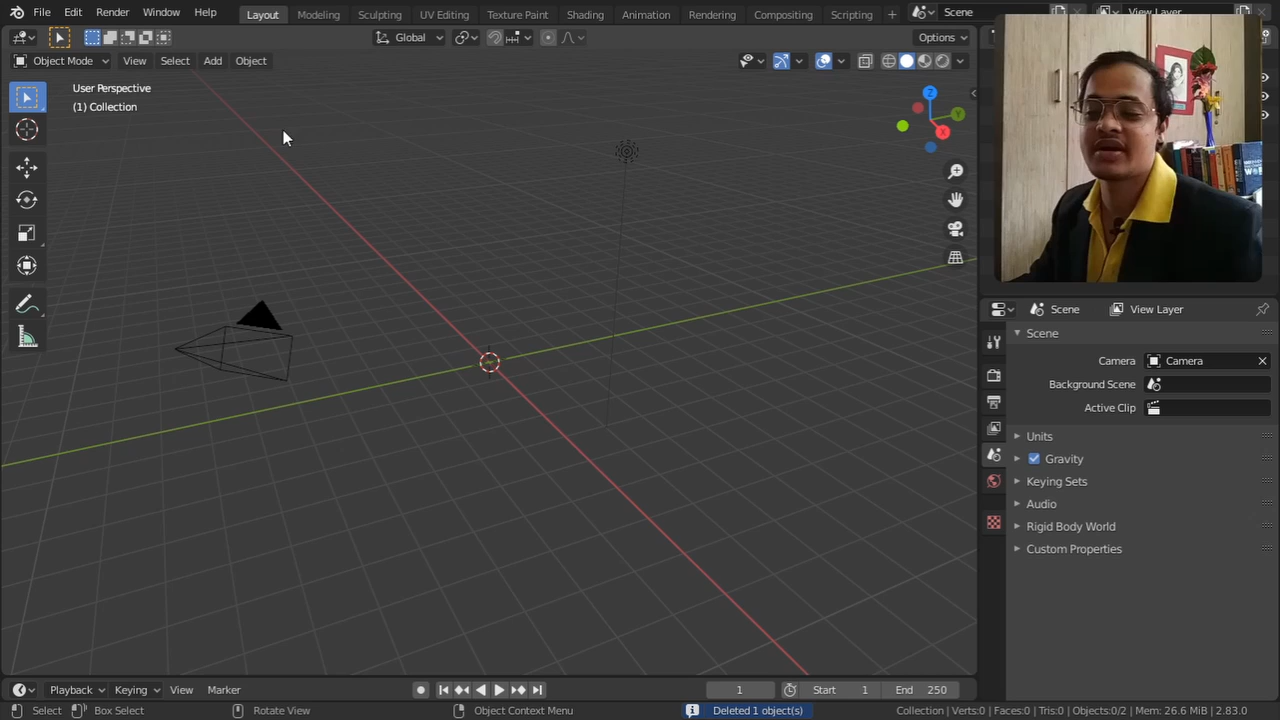 File Edit Render Window Help Layout Modeling Sculpting UV Editing Texture Paint Shading Animation Rendering Compositing Scripting + Scene View Layer
Global Options
Object Mode View Select Add Object
User Perspective
(1) Collection
Z
Y
X
Scene View Layer
Scene
Camera Camera
Background Scene
Active Clip
Units
Gravity
Keying Sets
Audio
Rigid Body World
Custom Properties
Playback Keying View Marker 1 Start 1 End 250
Select Box Select Rotate View Object Context Menu Deleted 1 object(s) Collection | Verts:0 | Faces:0 | Tris:0 | Objects:0/2 | Mem: 26.6 MiB | 2.83.0